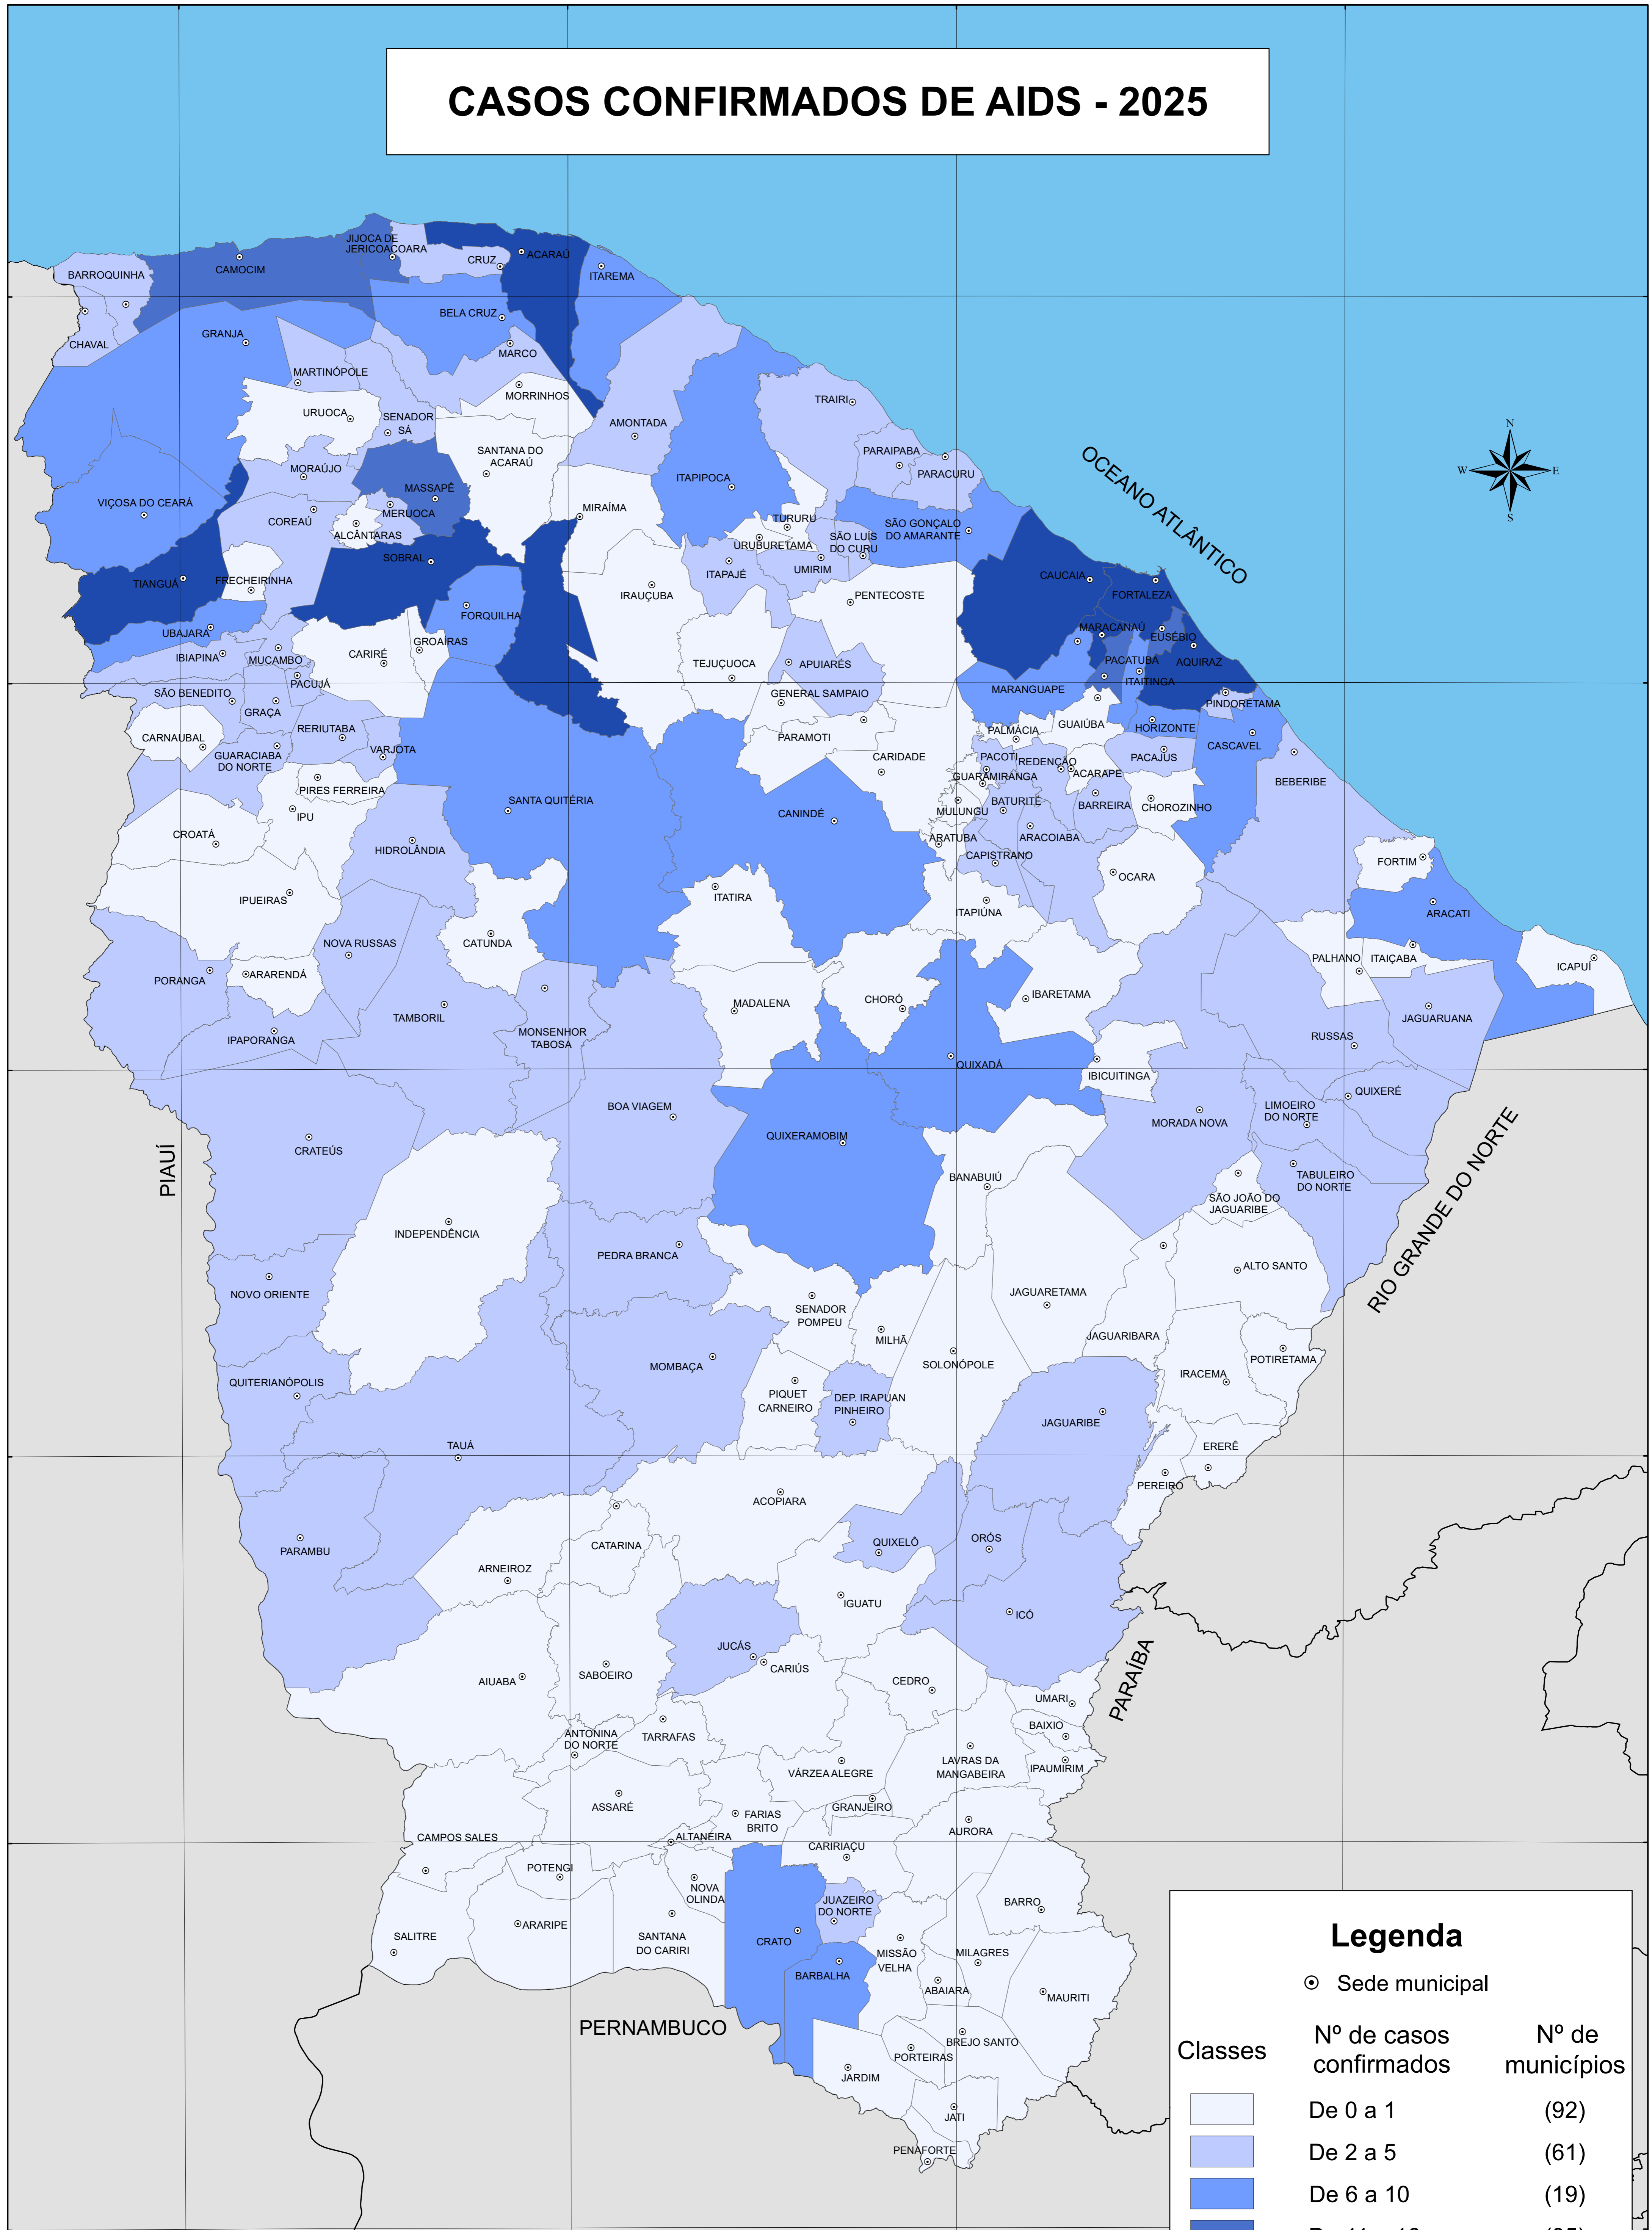 CASOS CONFIRMADOS DE AIDS - 2025
JIJOCA DE
JERICOACOARA
ACARAÚ
CRUZ
BARROQUINHA
CAMOCIM
ITAREMA
BELA CRUZ
GRANJA
CHAVAL
MARCO
MARTINÓPOLE
MORRINHOS
TRAIRI
URUOCA
SENADOR
SÁ
AMONTADA
N
W
E
S
OCEANO ATLÂNTICO
SANTANA DO
ACARAÚ
PARAIPABA
MORAÚJO
PARACURU
ITAPIPOCA
MASSAPÊ
VIÇOSA DO CEARÁ
MIRAÍMA
MERUOCA
COREAÚ
TURURU
SÃO GONÇALO
DO AMARANTE
ALCÂNTARAS
SÃO LUÍS
DO CURU
URUBURETAMA
SOBRAL
UMIRIM
ITAPAJÉ
CAUCAIA
TIANGUÁ
FRECHEIRINHA
FORTALEZA
IRAUÇUBA
PENTECOSTE
FORQUILHA
MARACANAÚ
UBAJARA
EUSÉBIO
GROAÍRAS
IBIAPINA
MUCAMBO
CARIRÉ
TEJUÇUOCA
APUIARÉS
PACATUBA
AQUIRAZ
ITAITINGA
PACUJÁ
MARANGUAPE
SÃO BENEDITO
GENERAL SAMPAIO
PINDORETAMA
GRAÇA
GUAIÚBA
RERIUTABA
PALMÁCIA
HORIZONTE
CARNAUBAL
PARAMOTI
CASCAVEL
VARJOTA
GUARACIABA
DO NORTE
CARIDADE
PACOTI
REDENÇÃO
PACAJUS
ACARAPE
GUARAMIRANGA
BEBERIBE
PIRES FERREIRA
SANTA QUITÉRIA
BATURITÉ
BARREIRA
CHOROZINHO
MULUNGU
IPU
CANINDÉ
CROATÁ
ARATUBA
ARACOIABA
HIDROLÂNDIA
CAPISTRANO
FORTIM
OCARA
IPUEIRAS
ITATIRA
ITAPIÚNA
ARACATI
NOVA RUSSAS
CATUNDA
PALHANO
ITAIÇABA
ICAPUÍ
ARARENDÁ
PORANGA
IBARETAMA
MADALENA
CHORÓ
TAMBORIL
JAGUARUANA
MONSENHOR
TABOSA
IPAPORANGA
RUSSAS
QUIXADÁ
IBICUITINGA
QUIXERÉ
BOA VIAGEM
LIMOEIRO
DO NORTE
MORADA NOVA
QUIXERAMOBIM
CRATEÚS
PIAUÍ
BANABUIÚ
TABULEIRO
DO NORTE
SÃO JOÃO DO
JAGUARIBE
RIO GRANDE DO NORTE
INDEPENDÊNCIA
PEDRA BRANCA
ALTO SANTO
NOVO ORIENTE
JAGUARETAMA
SENADOR
POMPEU
MILHÃ
JAGUARIBARA
SOLONÓPOLE
POTIRETAMA
MOMBAÇA
IRACEMA
QUITERIANÓPOLIS
PIQUET
CARNEIRO
DEP. IRAPUAN
PINHEIRO
JAGUARIBE
TAUÁ
ERERÊ
PEREIRO
ACOPIARA
ORÓS
QUIXELÔ
CATARINA
PARAMBU
ARNEIROZ
IGUATU
ICÓ
JUCÁS
CARIÚS
SABOEIRO
AIUABA
CEDRO
PARAÍBA
UMARI
BAIXIO
ANTONINA
DO NORTE
TARRAFAS
LAVRAS DA
MANGABEIRA
IPAUMIRIM
VÁRZEA ALEGRE
ASSARÉ
GRANJEIRO
FARIAS
BRITO
AURORA
CAMPOS SALES
ALTANEIRA
CARIRIAÇU
POTENGI
NOVA
OLINDA
JUAZEIRO
DO NORTE
BARRO
ARARIPE
SALITRE
SANTANA
DO CARIRI
CRATO
MISSÃO
VELHA
MILAGRES
BARBALHA
ABAIARA
MAURITI
PERNAMBUCO
BREJO SANTO
PORTEIRAS
JARDIM
JATI
PENAFORTE
Legenda
Sede municipal
Classes
Nº de casos
confirmados
Nº de
municípios
De 0 a 1 (92)
De 2 a 5 (61)
De 6 a 10 (19)